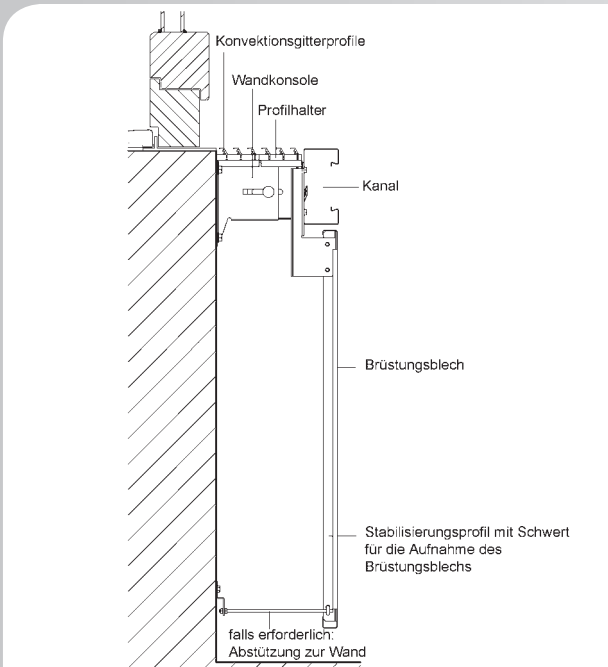 Konvektionsgitterprofile
Wandkonsole
Profilhalter
Kanal
Brüstungsblech
Stabilisierungsprofil mit Schwert
für die Aufnahme des
Brüstungsblechs
falls erforderlich:
Abstützung zur Wand